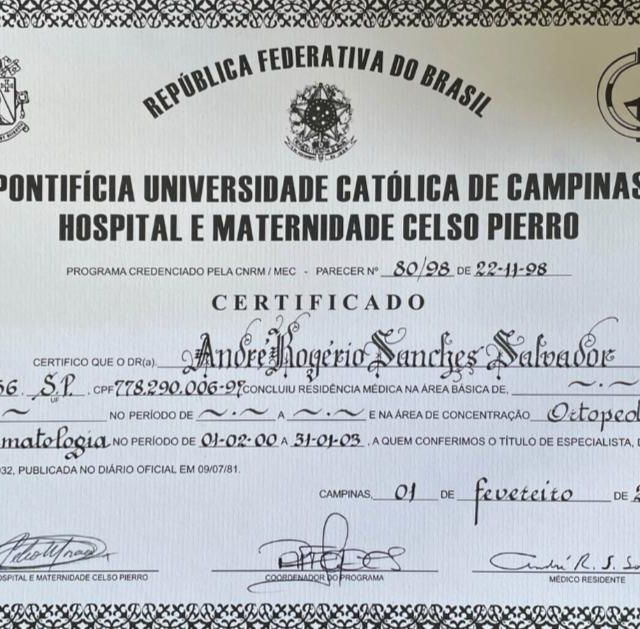 REPÚBLICA FEDERATIVA DO BRASIL
PONTIFÍCIA UNIVERSIDADE CATÓLICA DE CAMPINAS
HOSPITAL E MATERNIDADE CELSO PIERRO
PROGRAMA CREDENCIADO PELA CNRM / MEC - PARECER Nº 80/98 DE 22-11-98
CERTIFICADO
CERTIFICO QUE O DR(a). André Rogério Sanches Salvador
56. S.P. UF CPF 778.290.006-97 CONCLUIU RESIDÊNCIA MÉDICA NA ÁREA BÁSICA DE, ~.~
~ NO PERÍODO DE ~.~.~ A ~.~.~ E NA ÁREA DE CONCENTRAÇÃO Ortoped
matologia NO PERÍODO DE 01-02-00 A 31-01-03, A QUEM CONFERIMOS O TÍTULO DE ESPECIALISTA,
32, PUBLICADA NO DIÁRIO OFICIAL EM 09/07/81.
CAMPINAS, 01 DE fevereiro DE 2
OSPITAL E MATERNIDADE CELSO PIERRO COORDENADOR DO PROGRAMA MÉDICO RESIDENTE